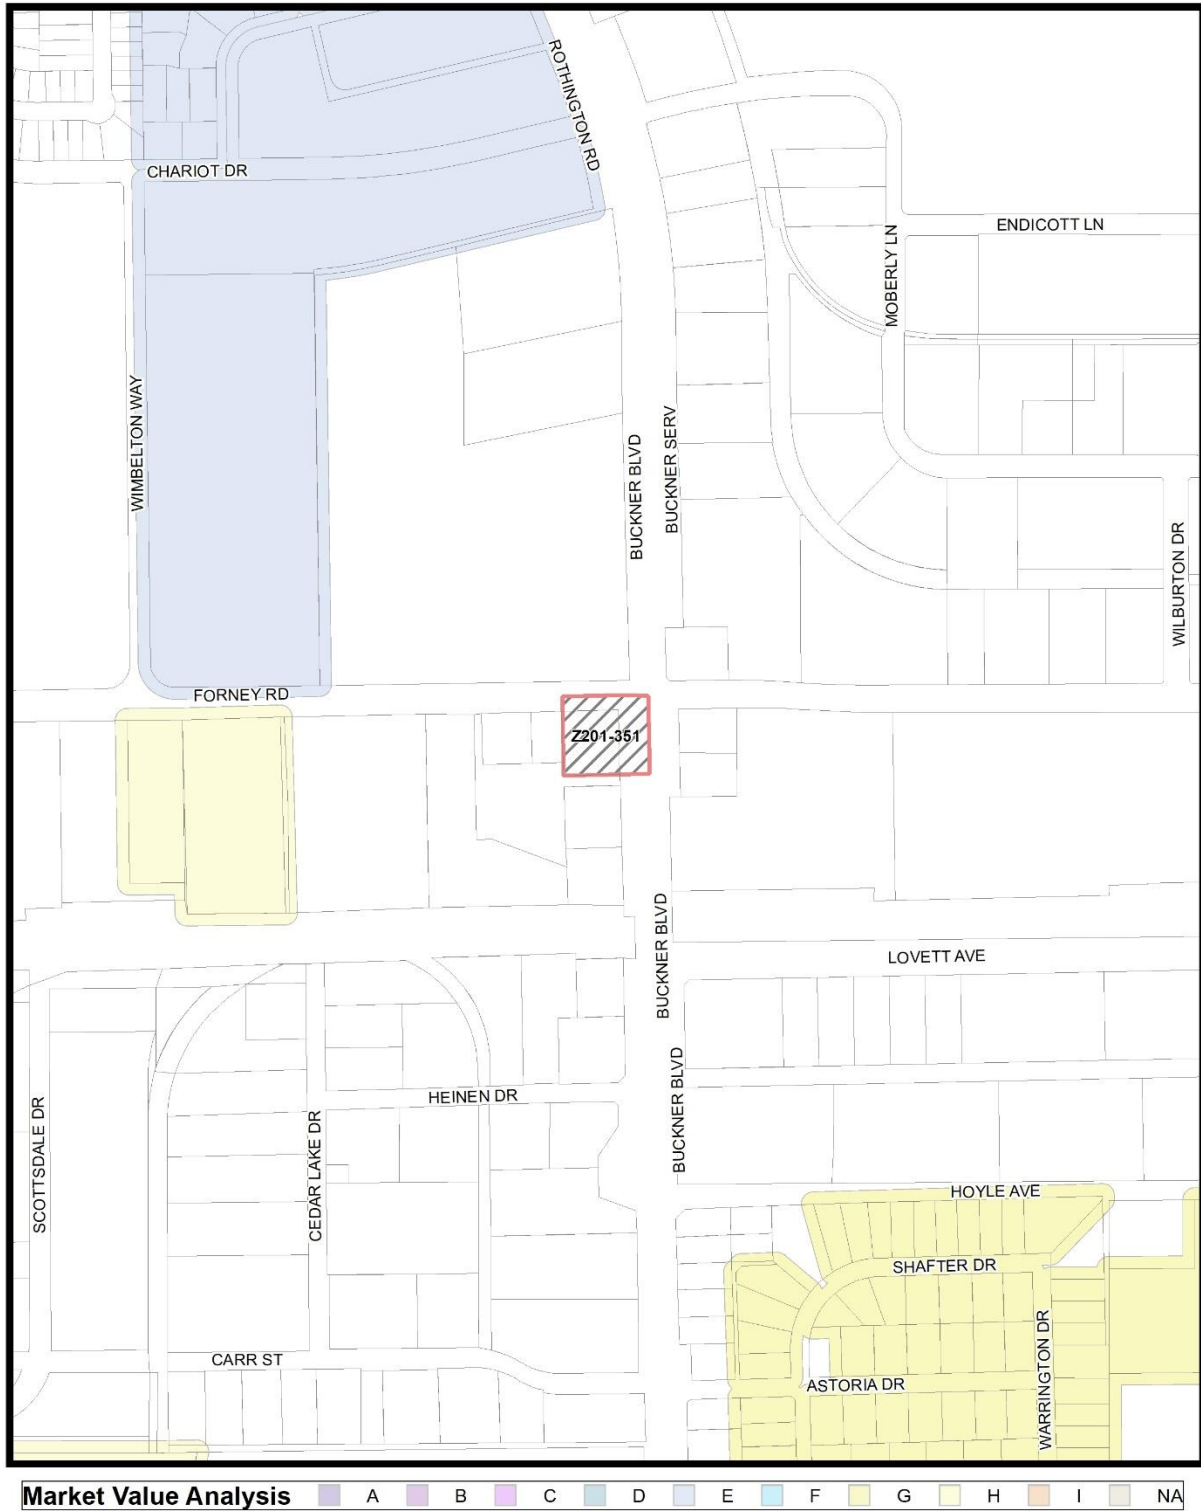 ROTHINGTON RD
CHARIOT DR
ENDICOTT LN
MOBERLY LN
WIMBELTON WAY
BUCKNER BLVD
BUCKNER SERV
WILBURTON DR
FORNEY RD
Z201-351
BUCKNER BLVD
LOVETT AVE
BUCKNER BLVD
HEINEN DR
SCOTTSDALE DR
CEDAR LAKE DR
HOYLE AVE
SHAFTER DR
WARRINGTON DR
CARR ST
ASTORIA DR
Market Value Analysis A B C D E F G H I NA